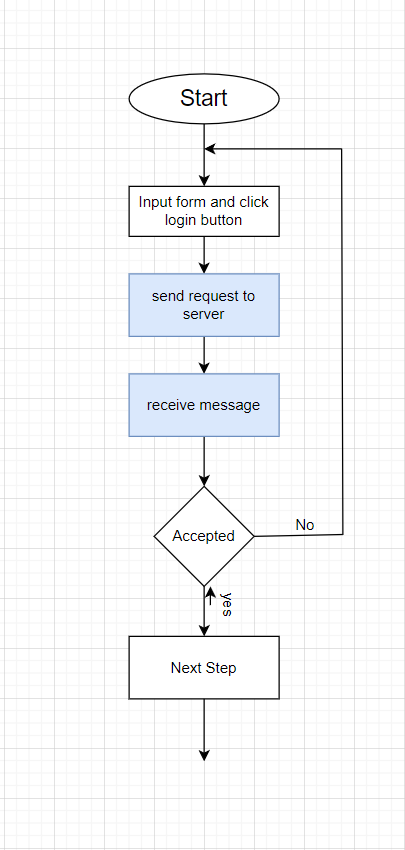 Start
Input form and click
login button
send request to
server
receive message
Accepted
No
yes
Next Step